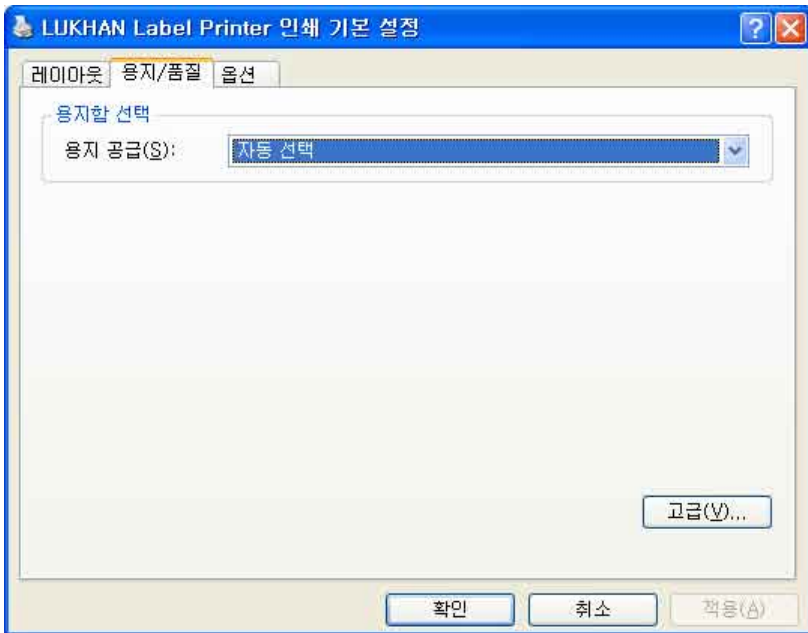 LUKHAN Label Printer 인쇄 기본 설정
레이아웃 용지/품질 옵션
용지함 선택
용지 공급(S): 자동 선택
고급(V)...
확인 취소 적용(A)